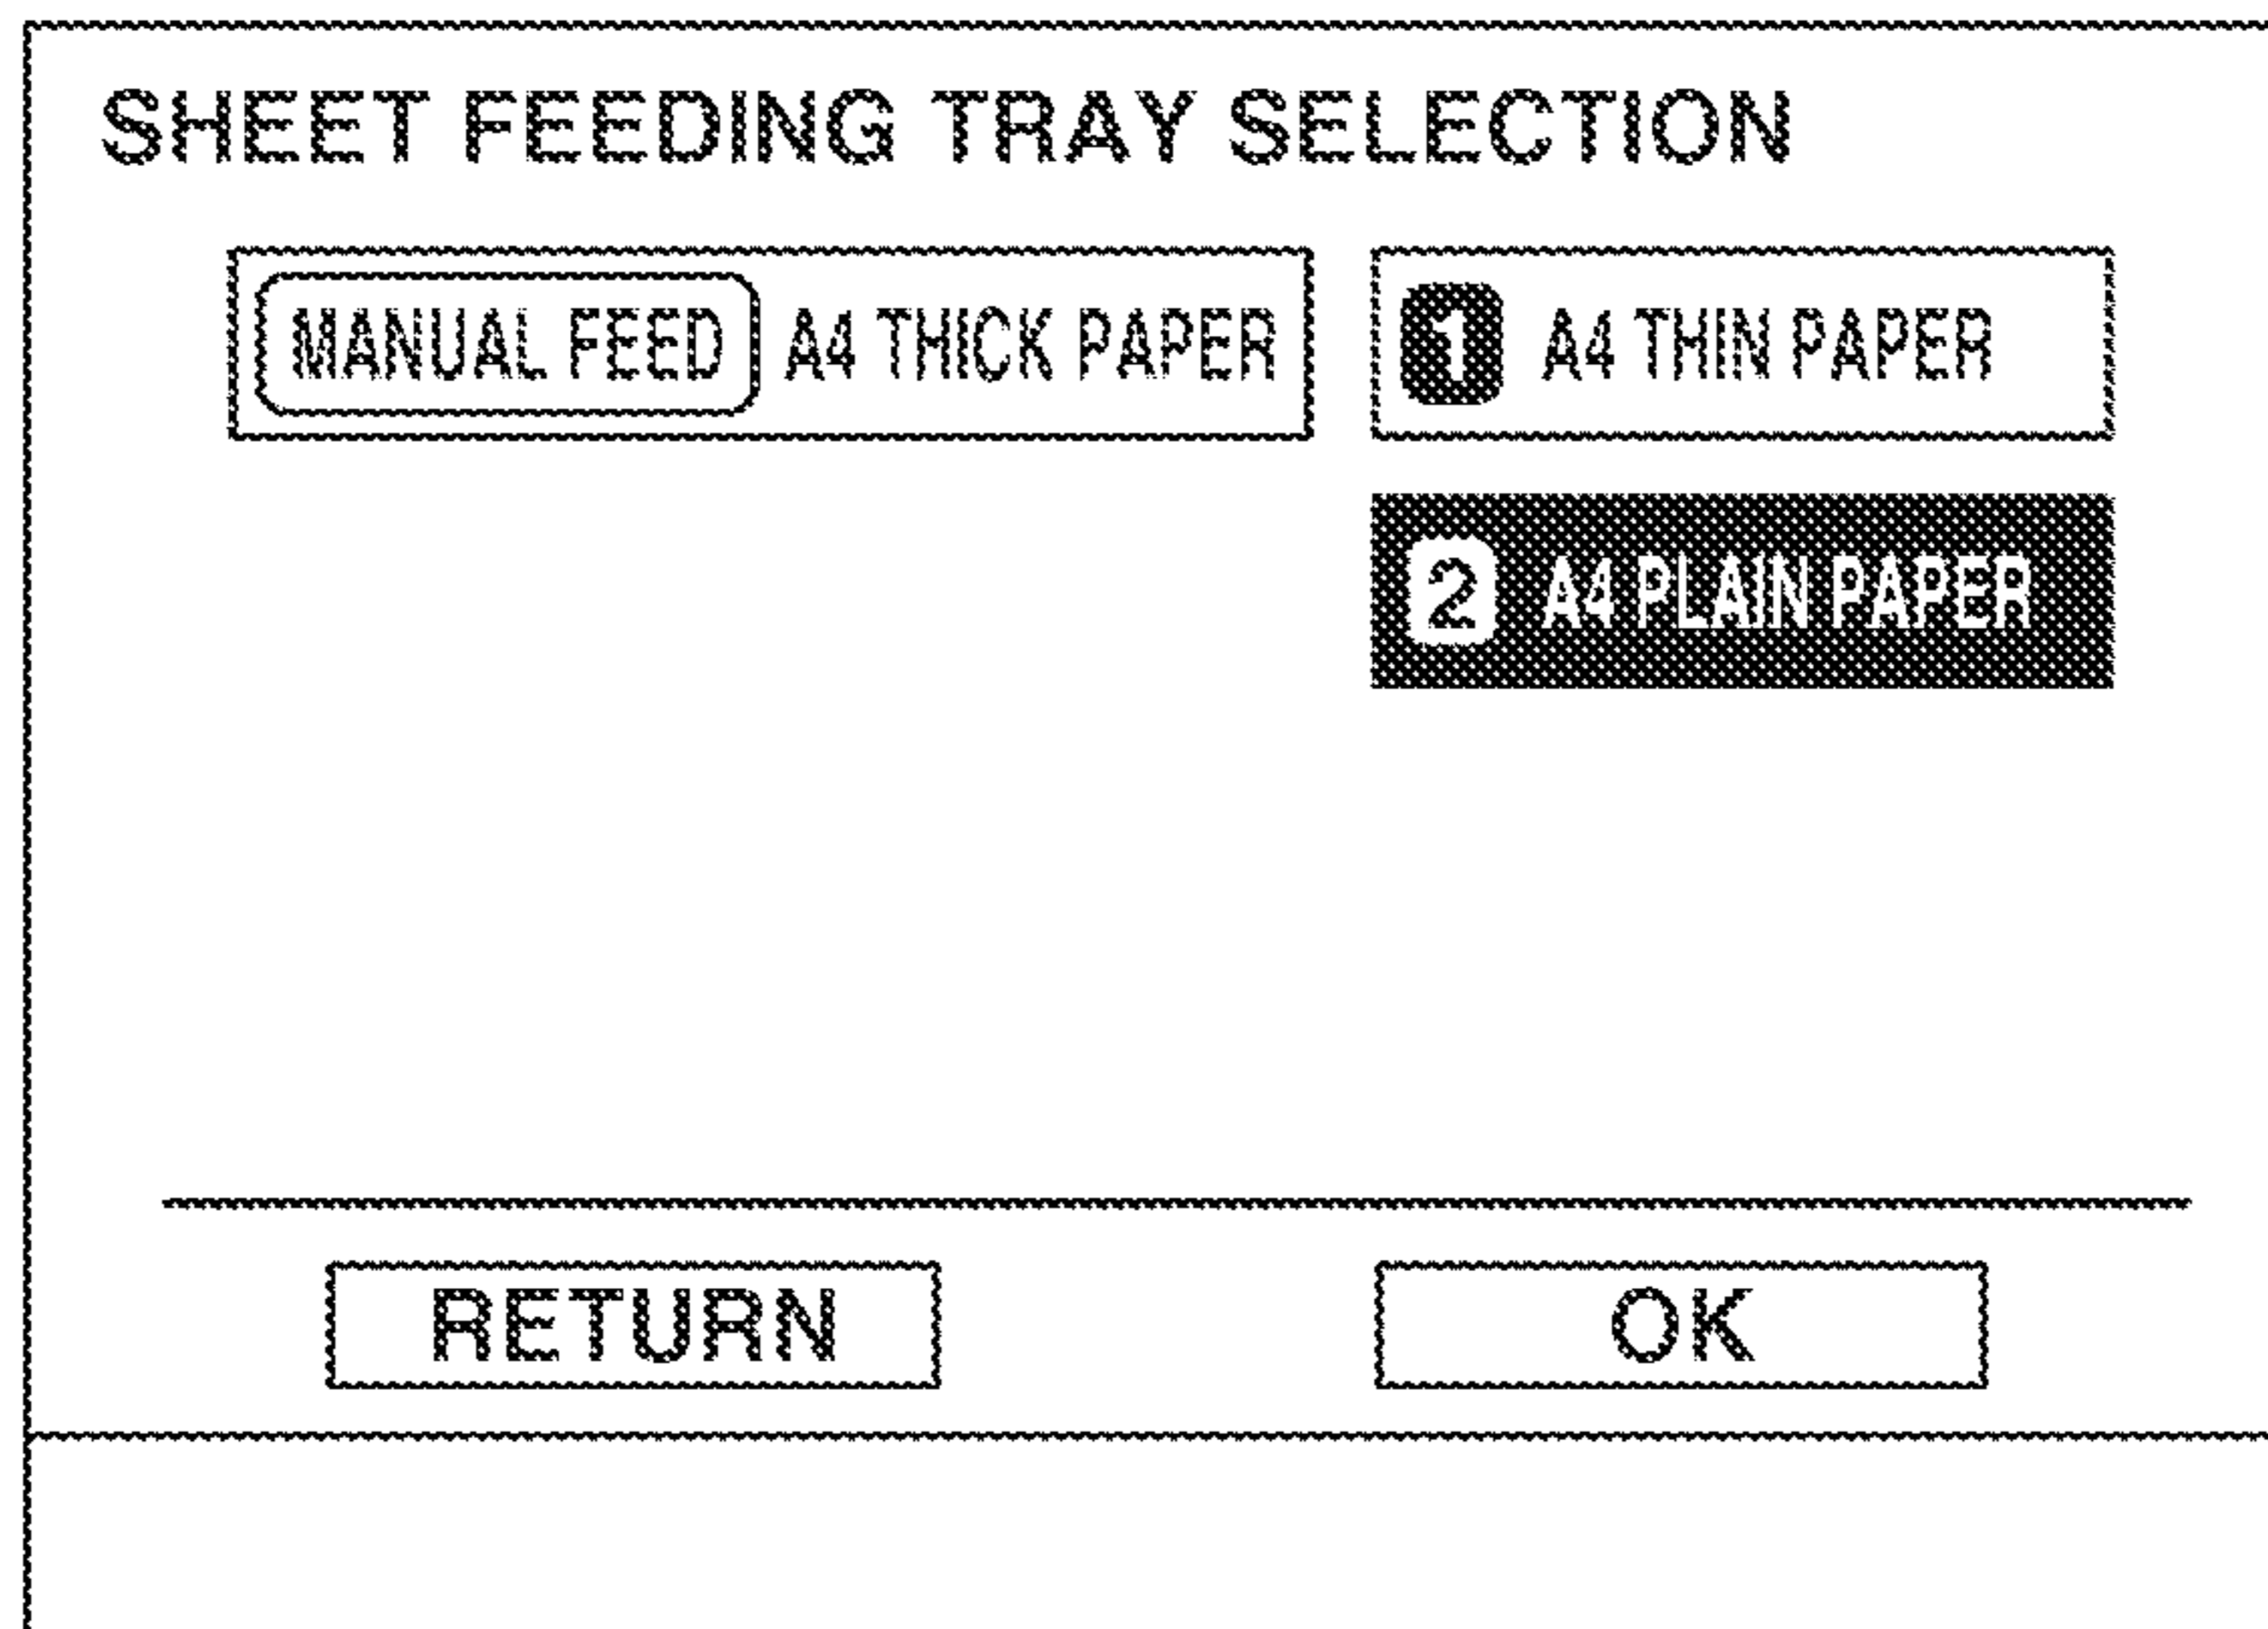 SHEET FEEDING TRAY SELECTION
MANUAL FEED A4 THICK PAPER
1 A4 THIN PAPER
2 A4 PLAIN PAPER
RETURN
OK